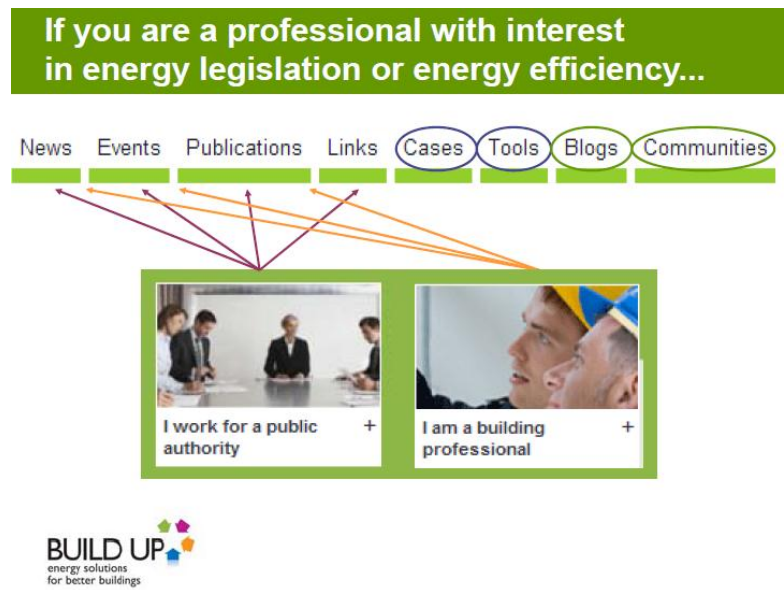 If you are a professional with interest
in energy legislation or energy efficiency...
News Events Publications Links Cases Tools Blogs Communities
I work for a public +
authority
I am a building +
professional
BUILD UP
energy solutions
for better buildings